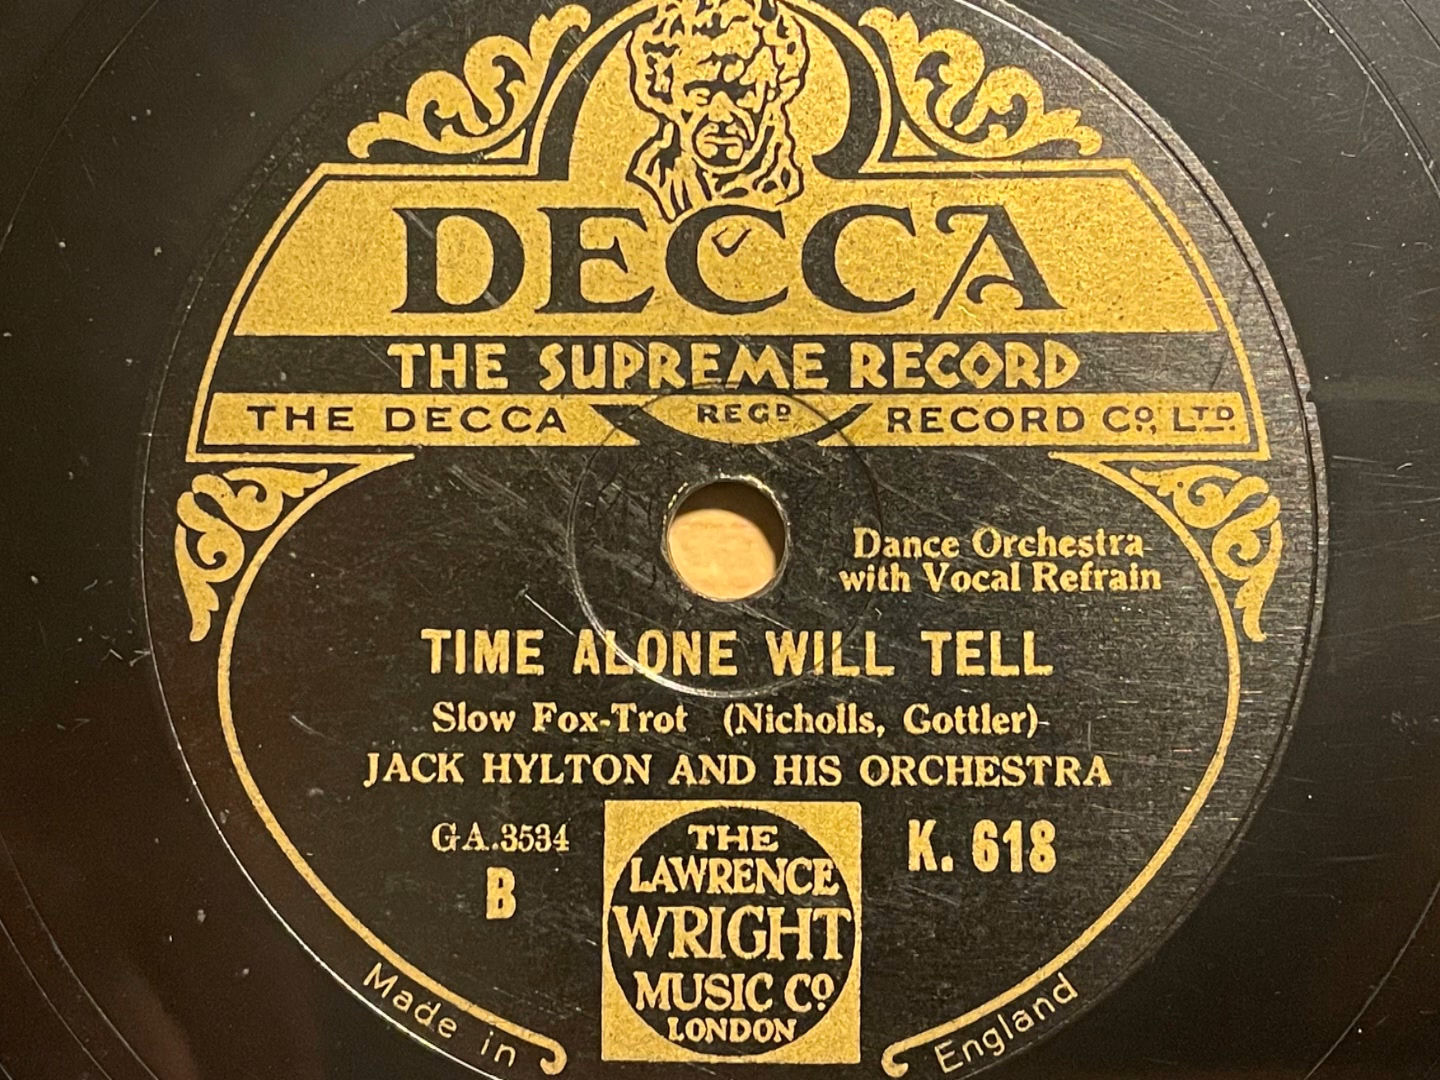 DECCA
THE SUPREME RECORD
THE DECCA REGD RECORD CO., LTD.
Dance Orchestra
with Vocal Refrain
TIME ALONE WILL TELL
Slow Fox-Trot (Nicholls, Gottler)
JACK HYLTON AND HIS ORCHESTRA
GA.3534
B
K. 618
THE
LAWRENCE
WRIGHT
MUSIC CO
LONDON
Made in England